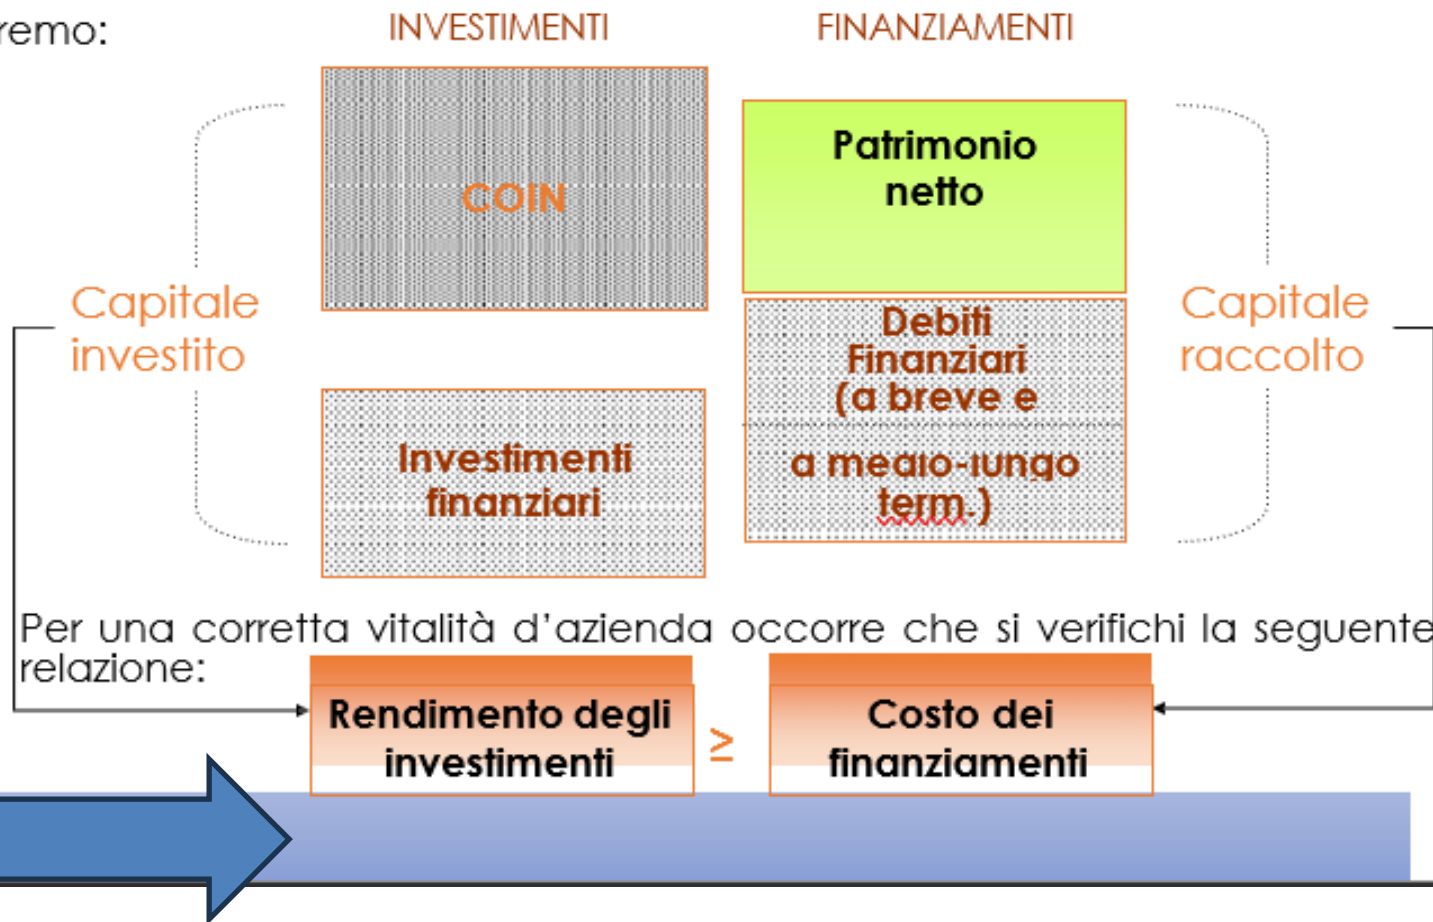 remo:
INVESTIMENTI
FINANZIAMENTI
COIN
Patrimonio
netto
Capitale
investito
Debiti
Finanziari
(a breve e
a medio-lungo
term.)
Capitale
raccolto
Investimenti
finanziari
Per una corretta vitalità d'azienda occorre che si verifichi la seguente
relazione:
Rendimento degli
investimenti
≥
Costo dei
finanziamenti